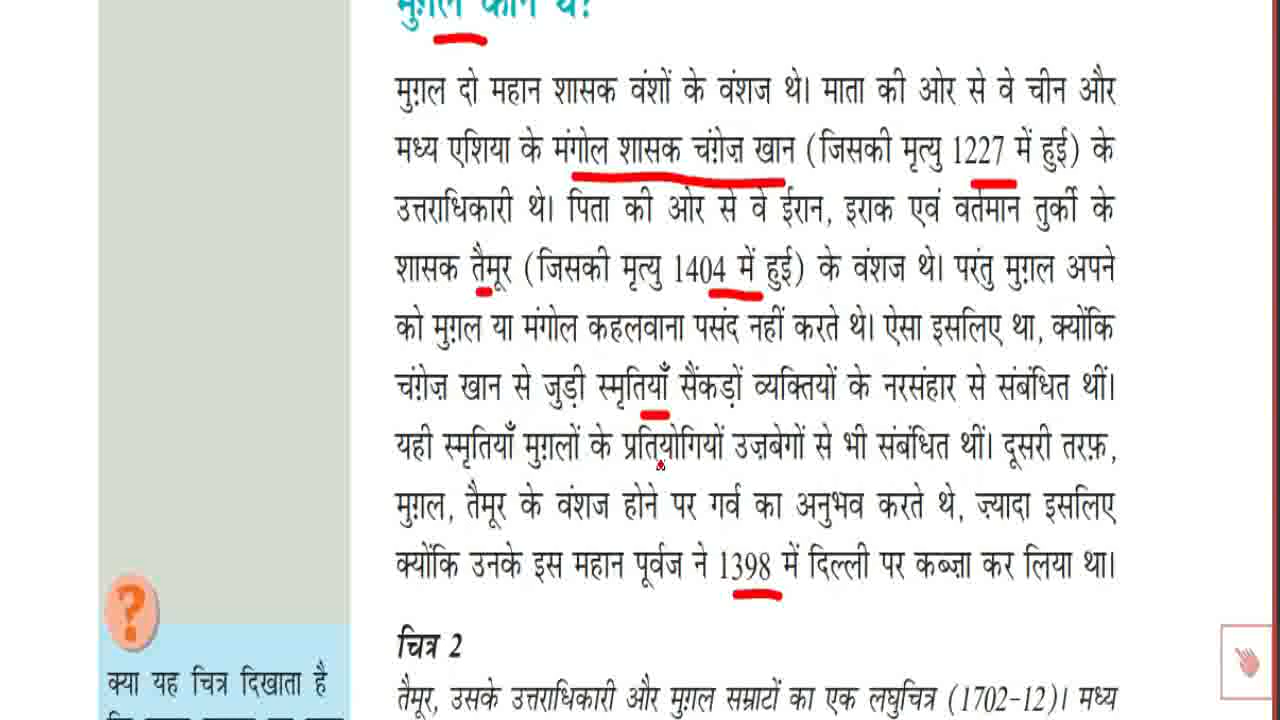 मुग़ल कौन थे?
मुग़ल दो महान शासक वंशों के वंशज थे। माता की ओर से वे चीन और
मध्य एशिया के मंगोल शासक चंग़ेज़ खान (जिसकी मृत्यु 1227 में हुई) के
उत्तराधिकारी थे। पिता की ओर से वे ईरान, इराक एवं वर्तमान तुर्की के
शासक तैमूर (जिसकी मृत्यु 1404 में हुई) के वंशज थे। परंतु मुग़ल अपने
को मुग़ल या मंगोल कहलवाना पसंद नहीं करते थे। ऐसा इसलिए था, क्योंकि
चंग़ेज़ खान से जुड़ी स्मृतियाँ सैंकड़ों व्यक्तियों के नरसंहार से संबंधित थीं।
यही स्मृतियाँ मुग़लों के प्रतियोगियों उज़बेगों से भी संबंधित थीं। दूसरी तरफ़,
मुग़ल, तैमूर के वंशज होने पर गर्व का अनुभव करते थे, ज़्यादा इसलिए
क्योंकि उनके इस महान पूर्वज ने 1398 में दिल्ली पर कब्ज़ा कर लिया था।
चित्र 2
तैमूर, उसके उत्तराधिकारी और मुग़ल सम्राटों का एक लघुचित्र (1702-12)। मध्य
?
क्या यह चित्र दिखाता है